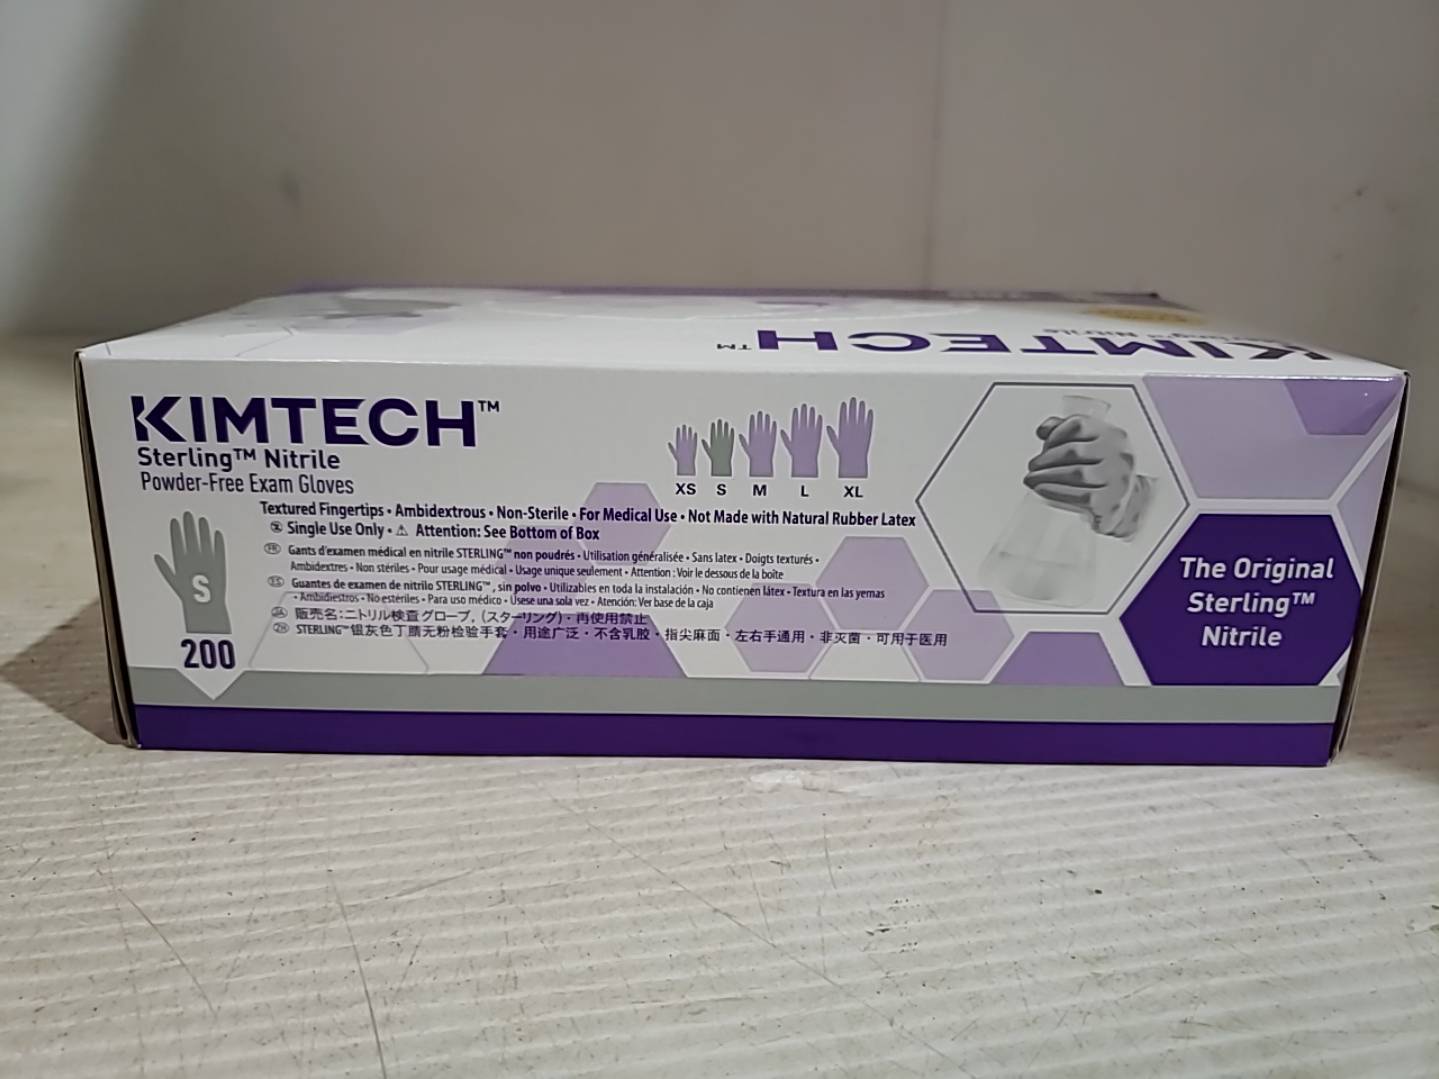 KIMTECH™
Nitrile
KIMTECH™
Sterling™ Nitrile
Powder-Free Exam Gloves
XS S M L XL
Textured Fingertips • Ambidextrous • Non-Sterile • For Medical Use • Not Made with Natural Rubber Latex
Single Use Only • ⚠ Attention: See Bottom of Box
FR Gants d'examen médical en nitrile STERLING™ non poudrés • Utilisation généralisée • Sans latex • Doigts texturés •
Ambidextres • Non stériles • Pour usage médical • Usage unique seulement • Attention : Voir le dessous de la boîte
ES Guantes de examen de nitrilo STERLING™, sin polvo • Utilizables en toda la instalación • No contienen látex • Textura en las yemas
• Ambidiestros • No estériles • Para uso médico • Úsese una sola vez • Atención: Ver base de la caja
JA 販売名：ニトリル検査グローブ,（スターリング）・再使用禁止
ZH STERLING™银灰色丁腈无粉检验手套・用途广泛・不含乳胶・指尖麻面・左右手通用・非灭菌・可用于医用
S
200
The Original
Sterling™
Nitrile